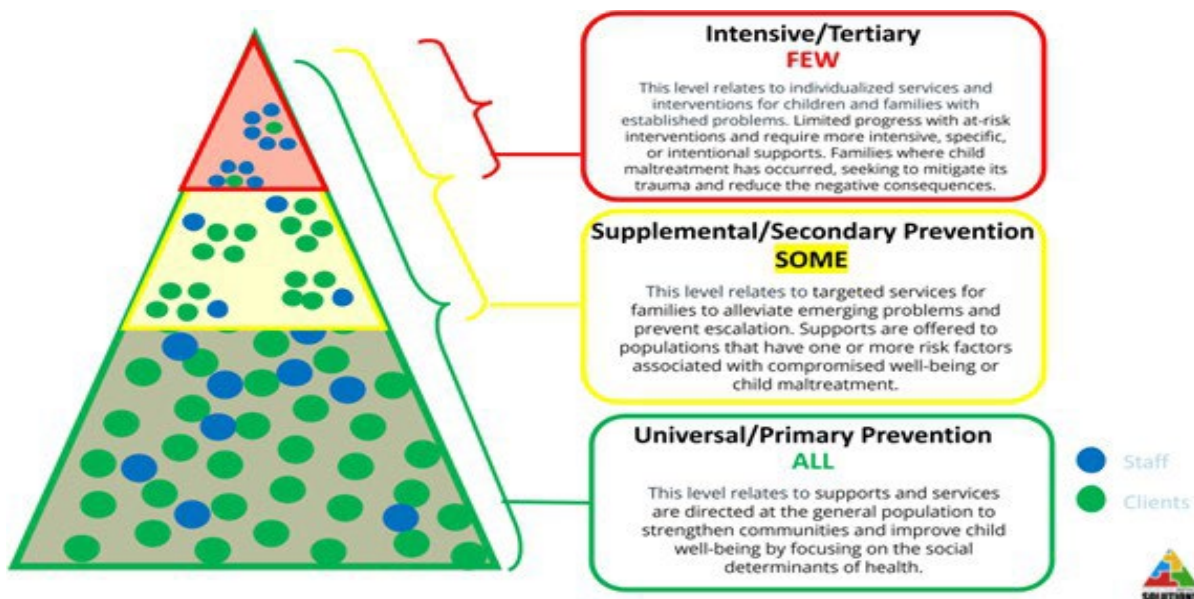 Intensive/Tertiary
FEW
This level relates to individualized services and
interventions for children and families with
established problems. Limited progress with at-risk
interventions and require more intensive, specific,
or intentional supports. Families where child
maltreatment has occurred, seeking to mitigate its
trauma and reduce the negative consequences.
Supplemental/Secondary Prevention
SOME
This level relates to targeted services for
families to alleviate emerging problems and
prevent escalation. Supports are offered to
populations that have one or more risk factors
associated with compromised well-being or
child maltreatment.
Universal/Primary Prevention
ALL
This level relates to supports and services
are directed at the general population to
strengthen communities and improve child
well-being by focusing on the social
determinants of health.
Staff
Clients
SOLUTIONS